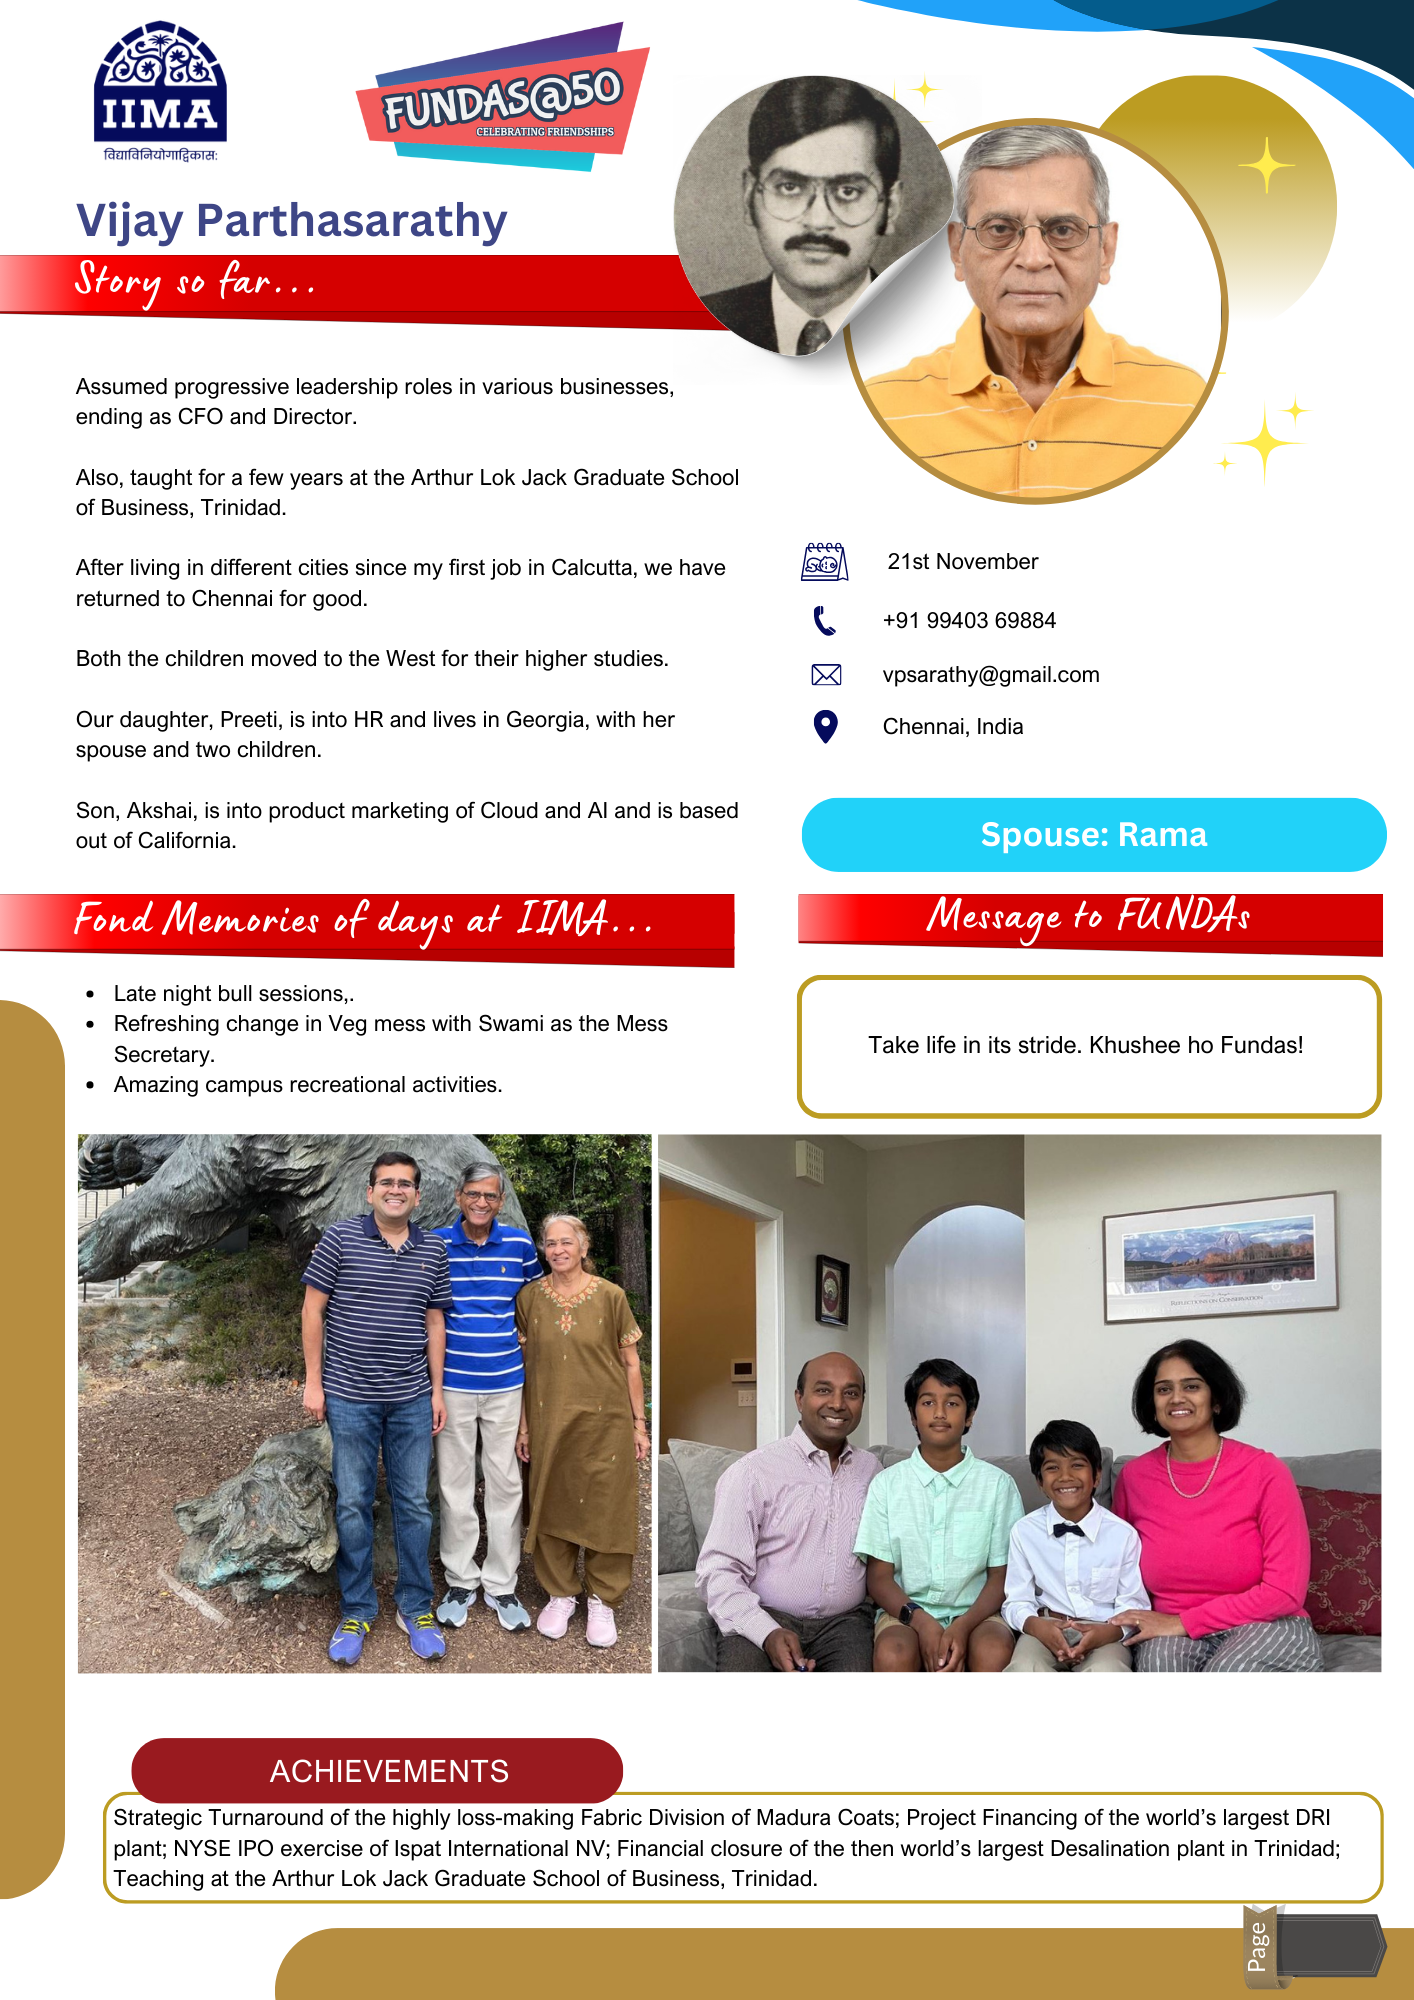 IIMA
विद्याविनियोगाद्विकास:
FUNDAS@50
CELEBRATING FRIENDSHIPS
Vijay Parthasarathy
Story so far...
Assumed progressive leadership roles in various businesses,
ending as CFO and Director.
Also, taught for a few years at the Arthur Lok Jack Graduate School
of Business, Trinidad.
After living in different cities since my first job in Calcutta, we have
returned to Chennai for good.
Both the children moved to the West for their higher studies.
Our daughter, Preeti, is into HR and lives in Georgia, with her
spouse and two children.
Son, Akshai, is into product marketing of Cloud and AI and is based
out of California.
21st November
+91 99403 69884
vpsarathy@gmail.com
Chennai, India
Spouse: Rama
Fond Memories of days at IIMA...
• Late night bull sessions,.
• Refreshing change in Veg mess with Swami as the Mess
Secretary.
• Amazing campus recreational activities.
Message to FUNDAs
Take life in its stride. Khushee ho Fundas!
REFLECTIONS ON CONSERVATION
ACHIEVEMENTS
Strategic Turnaround of the highly loss-making Fabric Division of Madura Coats; Project Financing of the world’s largest DRI
plant; NYSE IPO exercise of Ispat International NV; Financial closure of the then world’s largest Desalination plant in Trinidad;
Teaching at the Arthur Lok Jack Graduate School of Business, Trinidad.
Page